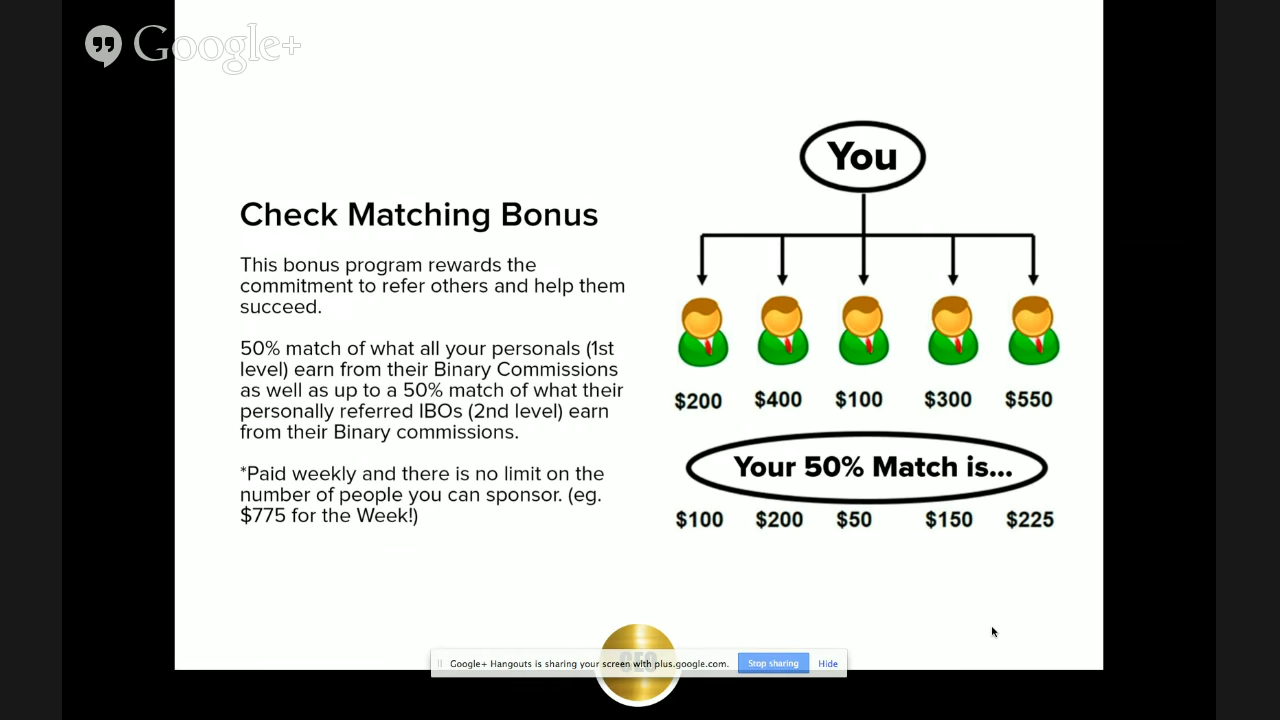 Google+
You
Check Matching Bonus
This bonus program rewards the
commitment to refer others and help them
succeed.
50% match of what all your personals (1st
level) earn from their Binary Commissions
as well as up to a 50% match of what their
personally referred IBOs (2nd level) earn
from their Binary commissions.
*Paid weekly and there is no limit on the
number of people you can sponsor. (eg.
$775 for the Week!)
$200 $400 $100 $300 $550
Your 50% Match is...
$100 $200 $50 $150 $225
Google+ Hangouts is sharing your screen with plus.google.com. Stop sharing Hide